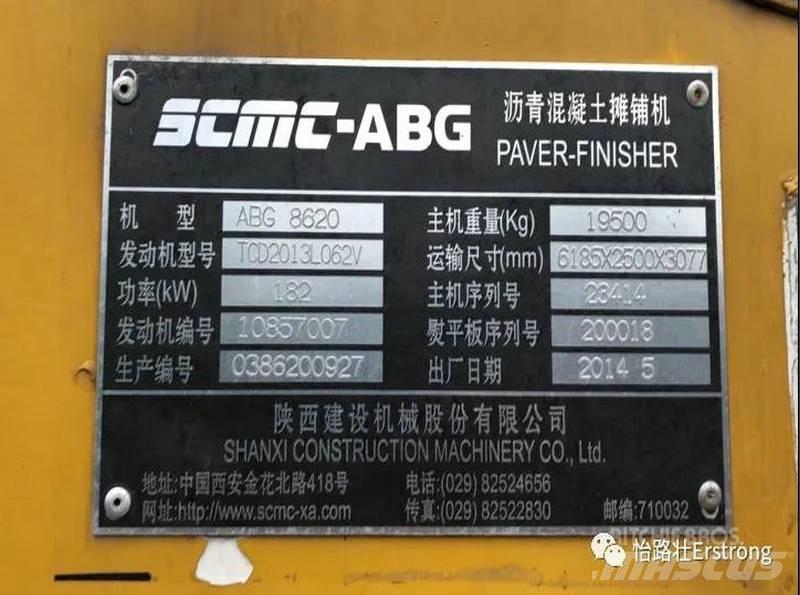 SCMC-ABG
沥青混凝土摊铺机
PAVER-FINISHER
机 型 ABG 8620
主机重量(Kg) 19500
发动机型号 TCD2013L062V
运输尺寸(mm) 6185X2500X3077
功率(kW) 182
主机序列号 23414
发动机编号 10857007
熨平板序列号 200018
生产编号 0386200927
出厂日期 2014 5
陕西建设机械股份有限公司
SHANXI CONSTRUCTION MACHINERY CO., Ltd.
地址:中国西安金花北路418号
电话:(029) 82524656
网址:http://www.scmc-xa.com
传真:(029) 82522830
邮编:710032
RITCHIE BROS.
怡路壮Erstrong
MASCUS